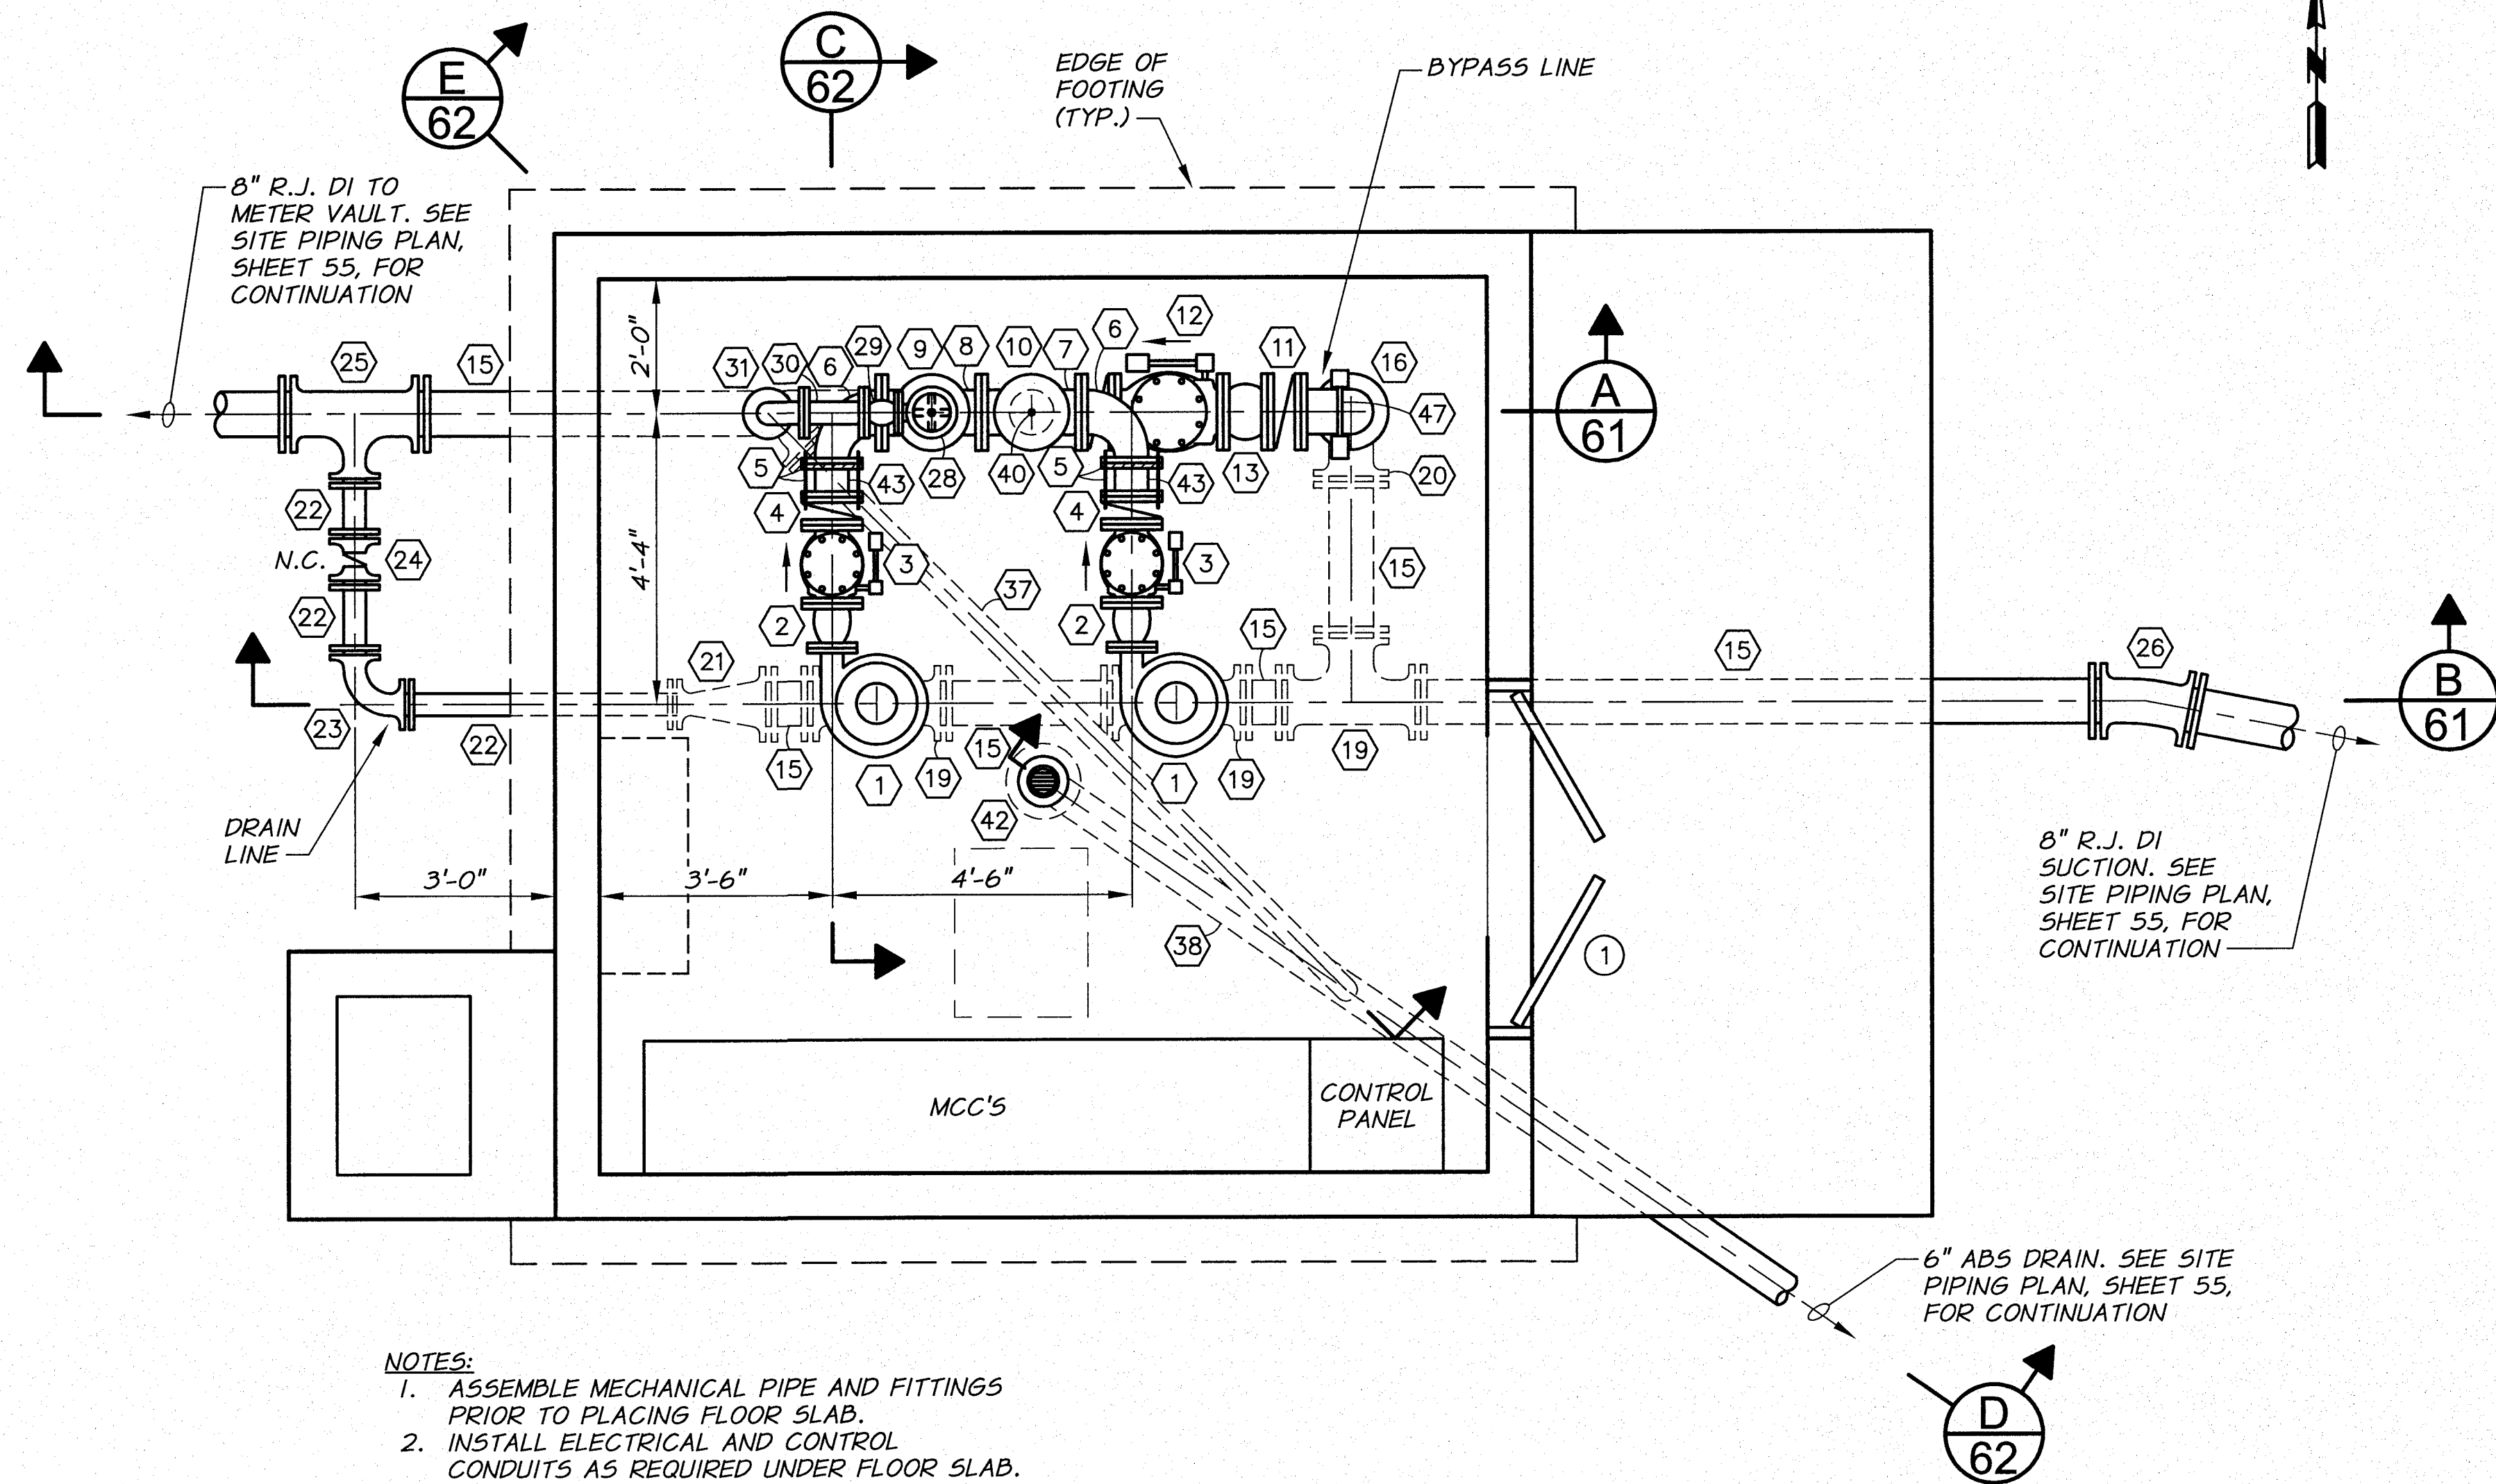 E
62
C
62
EDGE OF
FOOTING
(TYP.)
BYPASS LINE
N
8" R.J. DI TO
METER VAULT. SEE
SITE PIPING PLAN,
SHEET 55, FOR
CONTINUATION
2'-0"
12
6
31
30
6
29
9
8
10
7
11
16
25
15
A
61
47
5
43
28
40
5
43
13
20
22
4
4
N.C.
24
3
3
15
37
22
2
2
15
21
15
26
B
61
4'-4"
23
22
15
1
19
15
42
1
19
19
DRAIN
LINE
3'-0"
3'-6"
4'-6"
38
1
8" R.J. DI
SUCTION. SEE
SITE PIPING PLAN,
SHEET 55, FOR
CONTINUATION
MCC'S
CONTROL
PANEL
6" ABS DRAIN. SEE SITE
PIPING PLAN, SHEET 55,
FOR CONTINUATION
D
62
NOTES:
1. ASSEMBLE MECHANICAL PIPE AND FITTINGS
PRIOR TO PLACING FLOOR SLAB.
2. INSTALL ELECTRICAL AND CONTROL
CONDUITS AS REQUIRED UNDER FLOOR SLAB.